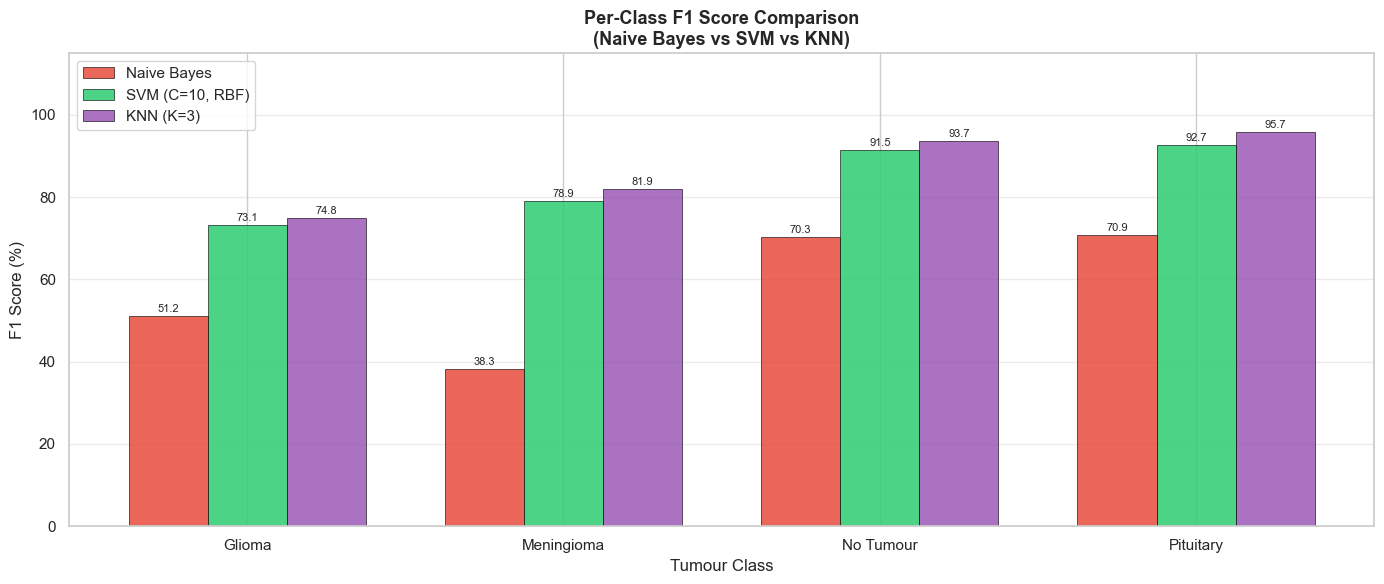 Per-Class F1 Score Comparison
(Naive Bayes vs SVM vs KNN)
Naive Bayes
SVM (C=10, RBF)
KNN (K=3)
F1 Score (%)
100
80
60
40
20
0
51.2
73.1
74.8
38.3
78.9
81.9
70.3
91.5
93.7
70.9
92.7
95.7
Glioma
Meningioma
No Tumour
Pituitary
Tumour Class